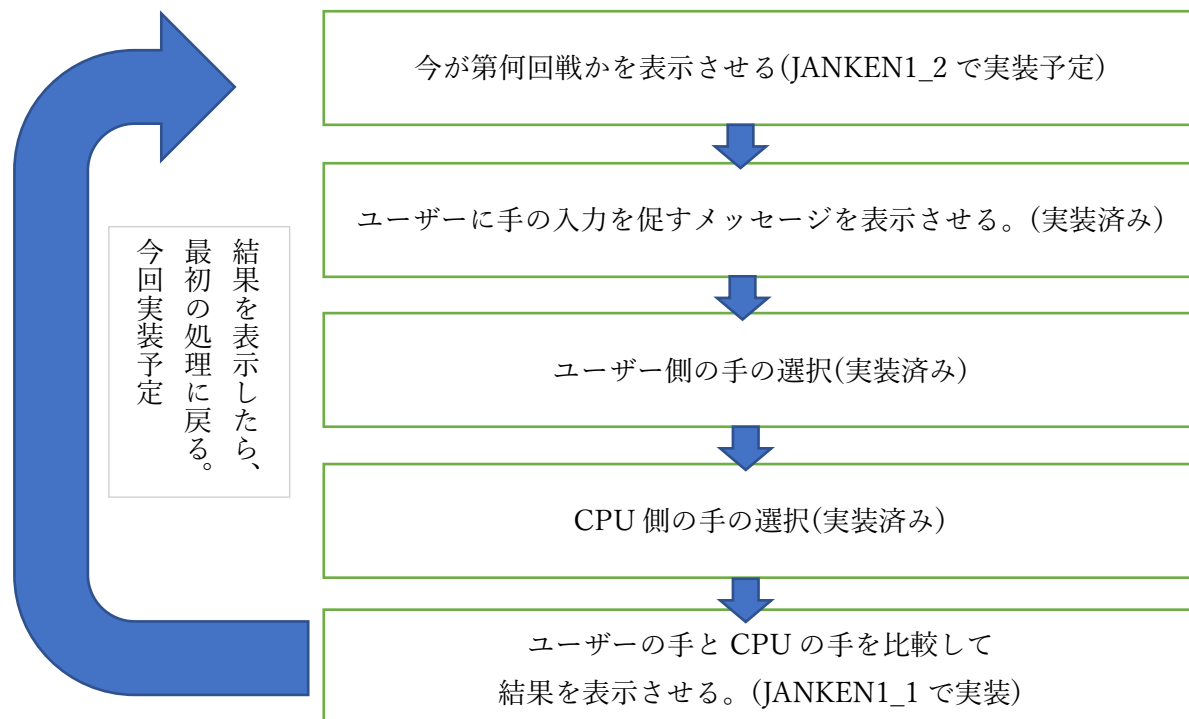 今が第何回戦かを表示させる(JANKEN1_2 で実装予定)
ユーザーに手の入力を促すメッセージを表示させる。(実装済み)
結果を表示したら、
最初の処理に戻る。
今回実装予定
ユーザー側の手の選択(実装済み)
CPU 側の手の選択(実装済み)
ユーザーの手と CPU の手を比較して
結果を表示させる。(JANKEN1_1 で実装)